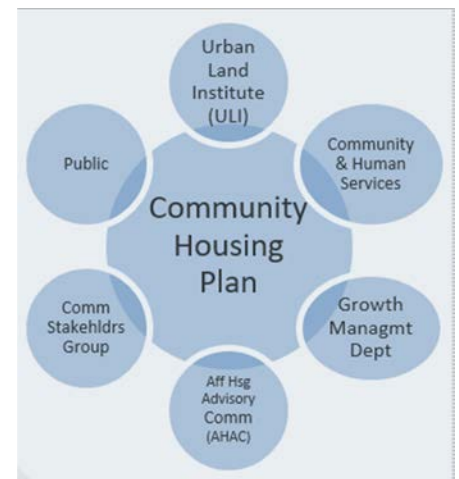 Urban
Land
Institute
(ULI)
Public
Community
& Human
Services
Community
Housing
Plan
Comm
Stakehldrs
Group
Growth
Managmt
Dept
Aff Hsg
Advisory
Comm
(AHAC)